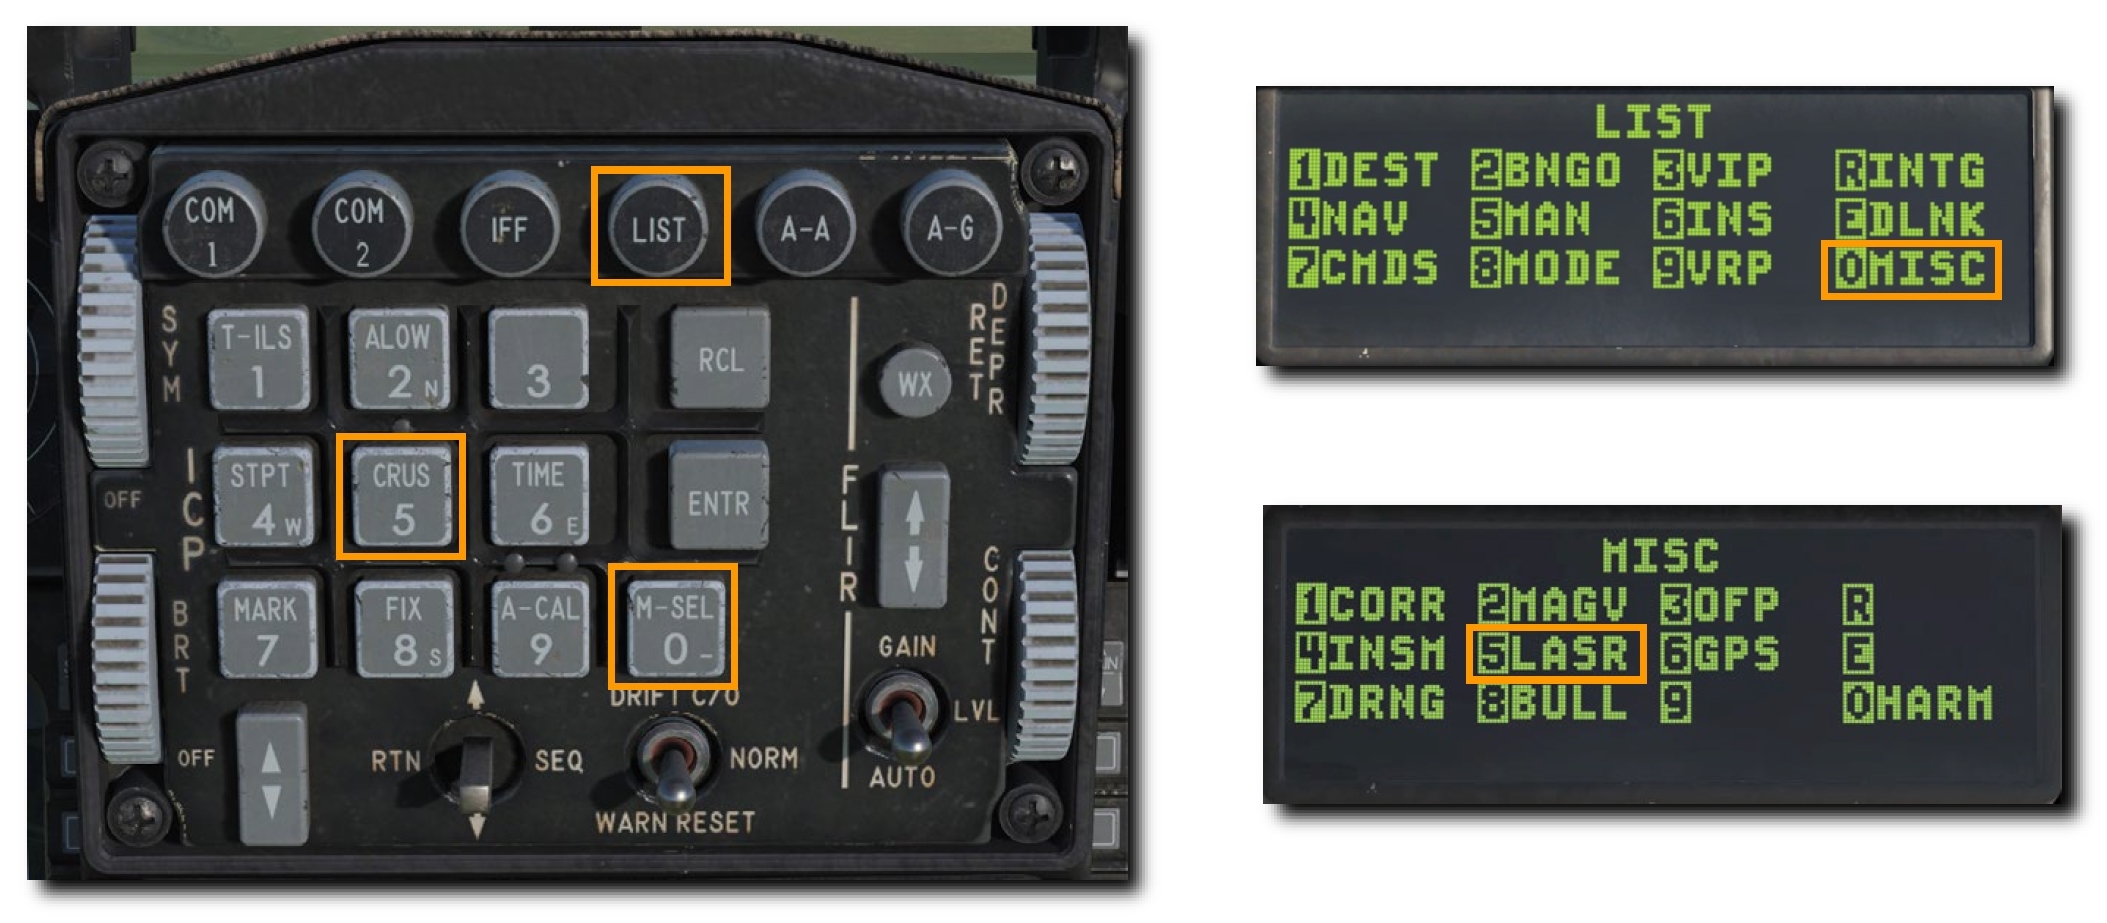 COM 1
COM 2
IFF
LIST
A-A
A-G
SYM
T-ILS 1
ALOW 2 N
3
RCL
WX
RET
DEPR
ICP
OFF
STPT 4 W
CRUS 5
TIME 6 E
ENTR
FLIR
CONT
BRT
MARK 7
FIX 8 S
A-CAL 9
M-SEL 0 -
DRIFT C/O
GAIN
LVL
AUTO
OFF
RTN
SEQ
NORM
WARN RESET
LIST
1DEST 2BNGO 3VIP RINTG
4NAV 5MAN 6INS EDLNK
7CMDS 8MODE 9VRP 0MISC
MISC
1CORR 2MAGV 3OFP R
4INSM 5LASR 6GPS E
7DRNG 8BULL 9 0HARM